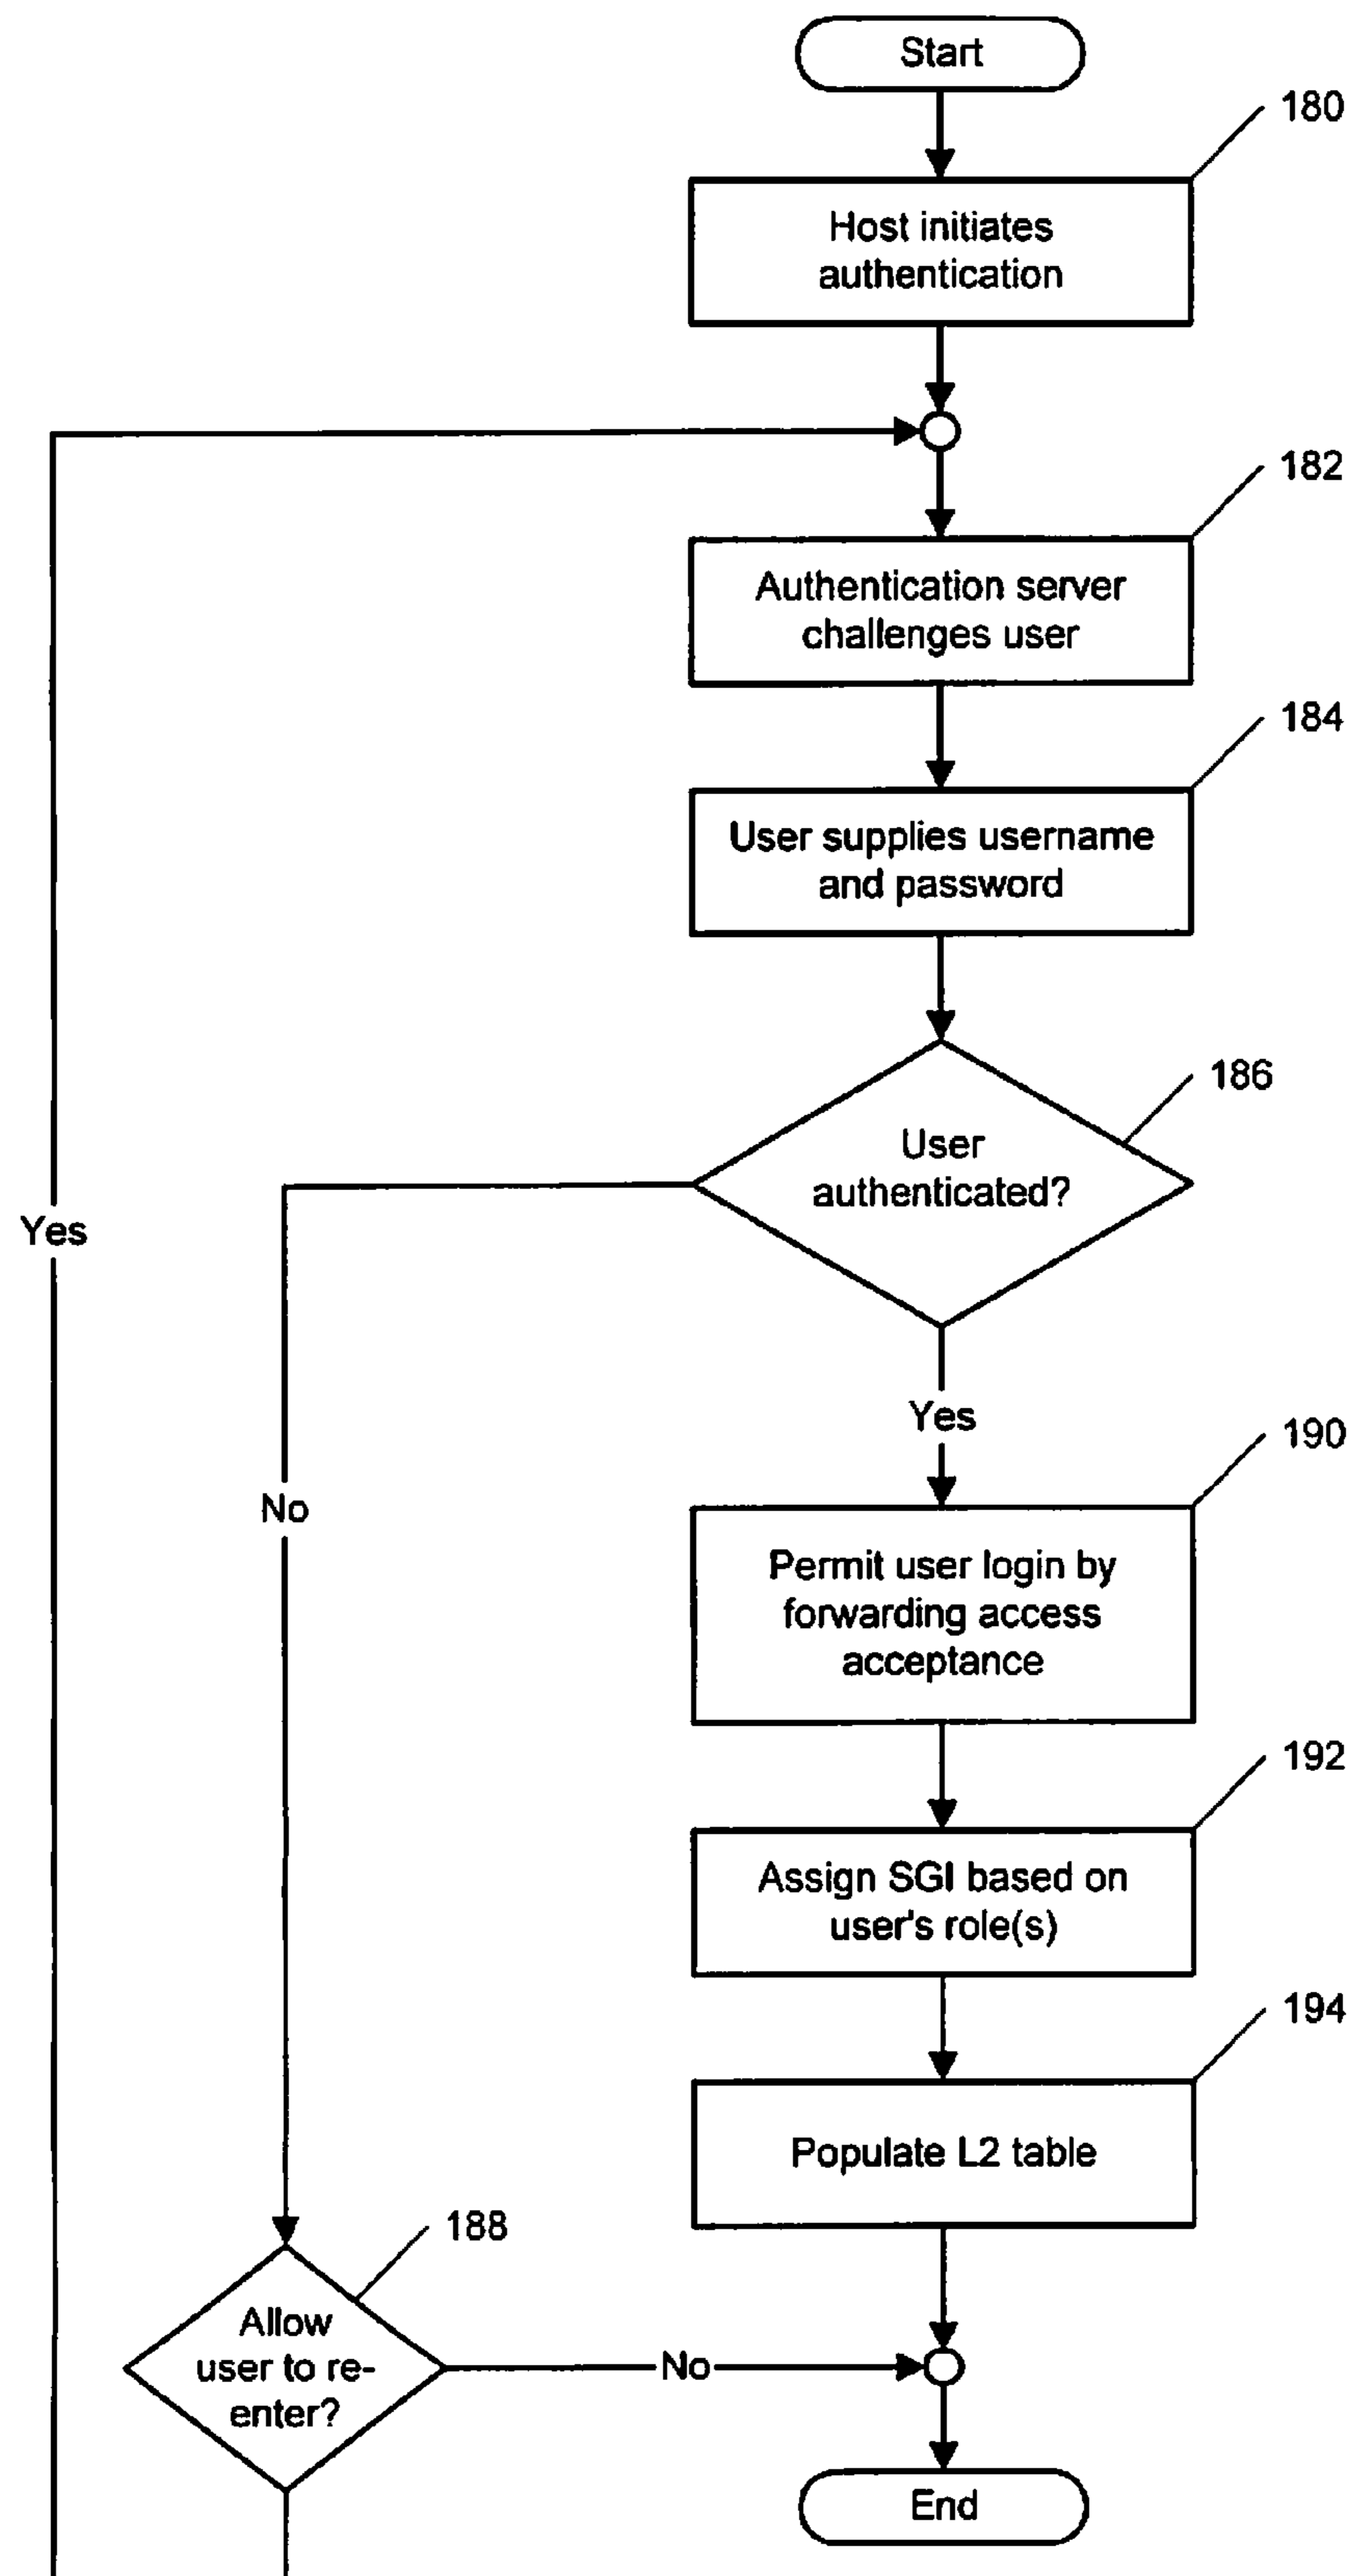 Start
180
Host initiates
authentication
182
Authentication server
challenges user
184
User supplies username
and password
186
User
authenticated?
Yes
Yes
190
No
Permit user login by
forwarding access
acceptance
192
Assign SGI based on
user's role(s)
194
Populate L2 table
188
Allow
user to re-
enter?
No
End